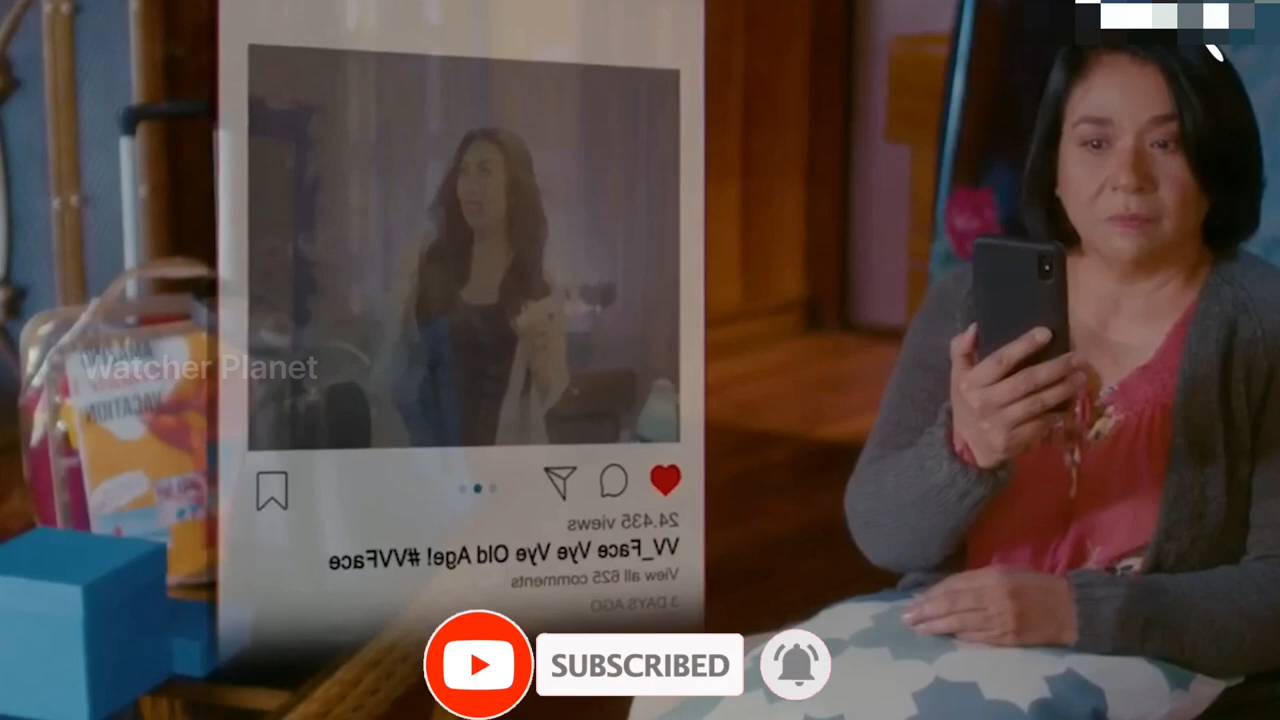 Watcher Planet
VACATION
24.435 views
VV_Face Vye Vye Old Age! #VVFace
View all 625 comments
3 DAYS AGO
SUBSCRIBED